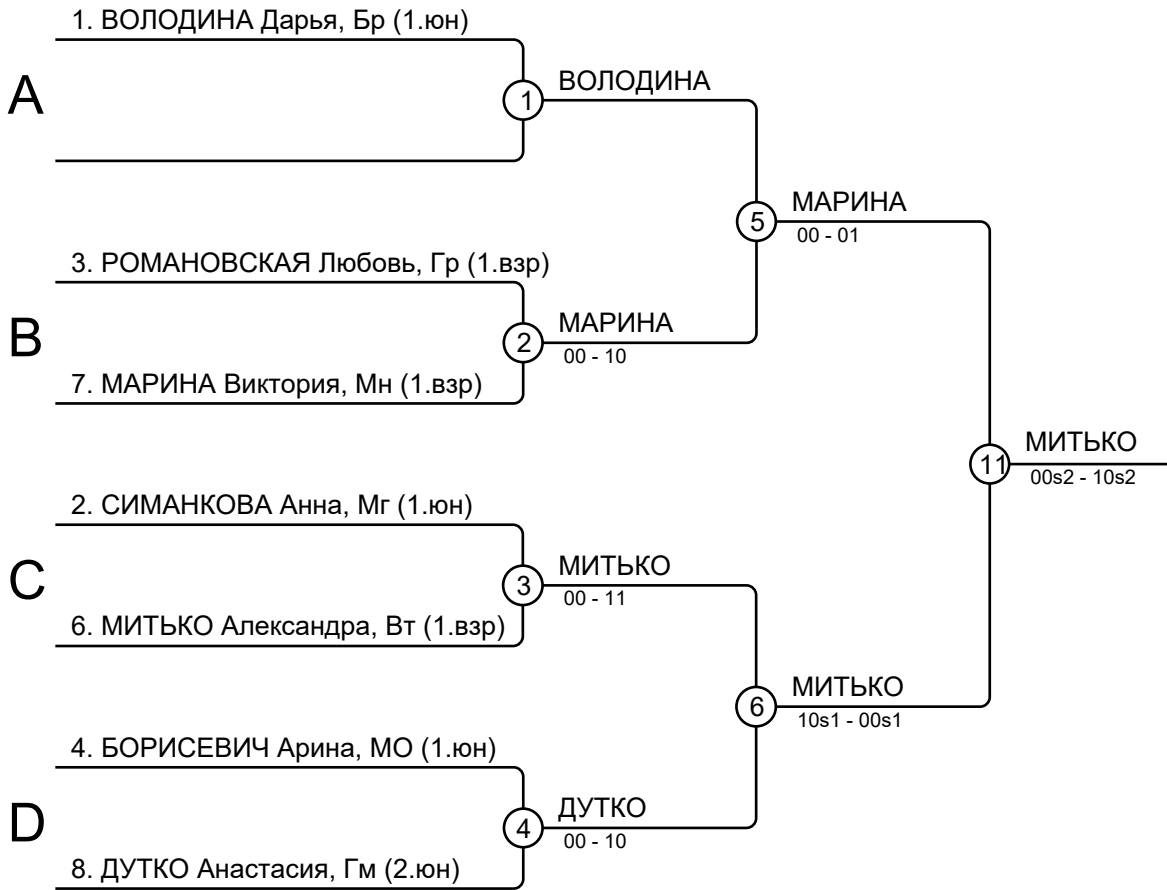 1. ВОЛОДИНА Дарья, Бр (1.юн)
A
1
ВОЛОДИНА
5
МАРИНА
00 - 01
3. РОМАНОВСКАЯ Любовь, Гр (1.взр)
B
2
МАРИНА
00 - 10
7. МАРИНА Виктория, Мн (1.взр)
11
МИТЬКО
00s2 - 10s2
2. СИМАНКОВА Анна, Мг (1.юн)
C
3
МИТЬКО
00 - 11
6. МИТЬКО Александра, Вт (1.взр)
6
МИТЬКО
10s1 - 00s1
4. БОРИСЕВИЧ Арина, МО (1.юн)
D
4
ДУТКО
00 - 10
8. ДУТКО Анастасия, Гм (2.юн)